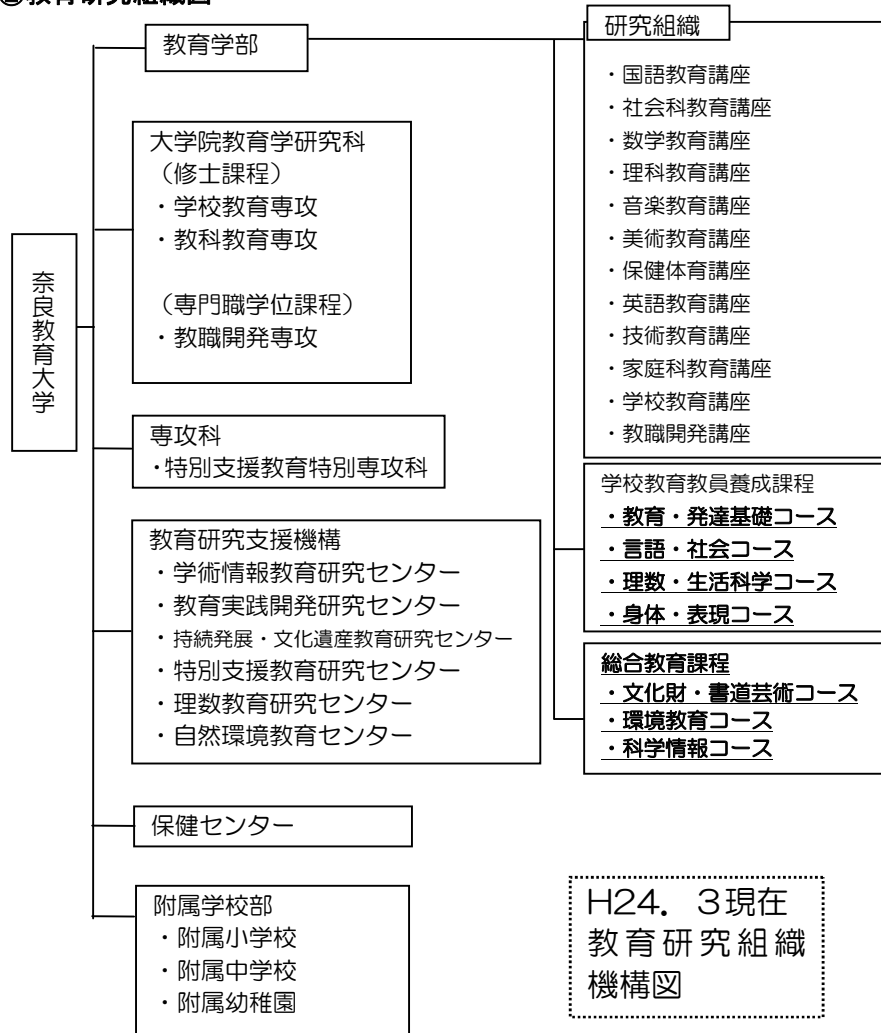 教育研究組織図
奈良教育大学
教育学部
大学院教育学研究科
（修士課程）
・学校教育専攻
・教科教育専攻
（専門職学位課程）
・教職開発専攻
専攻科
・特別支援教育特別専攻科
教育研究支援機構
・学術情報教育研究センター
・教育実践開発研究センター
・持続発展・文化遺産教育研究センター
・特別支援教育研究センター
・理数教育研究センター
・自然環境教育センター
保健センター
附属学校部
・附属小学校
・附属中学校
・附属幼稚園
研究組織
・国語教育講座
・社会科教育講座
・数学教育講座
・理科教育講座
・音楽教育講座
・美術教育講座
・保健体育講座
・英語教育講座
・技術教育講座
・家庭科教育講座
・学校教育講座
・教職開発講座
学校教育教員養成課程
・教育・発達基礎コース
・言語・社会コース
・理数・生活科学コース
・身体・表現コース
総合教育課程
・文化財・書道芸術コース
・環境教育コース
・科学情報コース
H24．3現在
教育研究組織
機構図